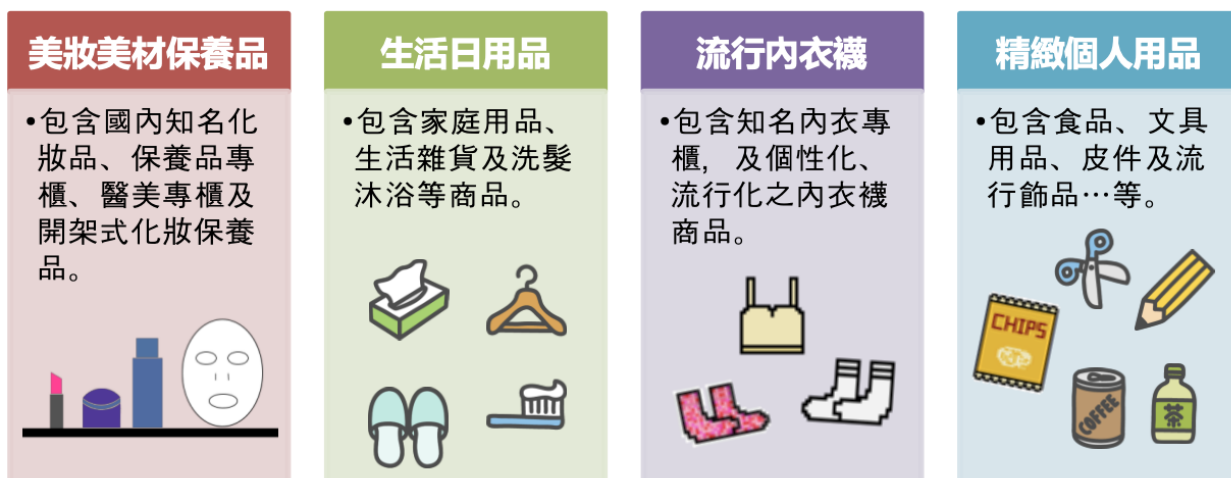 美妝美材保養品
•包含國內知名化
妝品、保養品專
櫃、醫美專櫃及
開架式化妝保養
品。
生活日用品
•包含家庭用品、
生活雜貨及洗髮
沐浴等商品。
流行內衣襪
•包含知名內衣專
櫃,及個性化、
流行化之內衣襪
商品。
精緻個人用品
•包含食品、文具
用品、皮件及流
行飾品…等。
CHIPS
COFFEE
茶